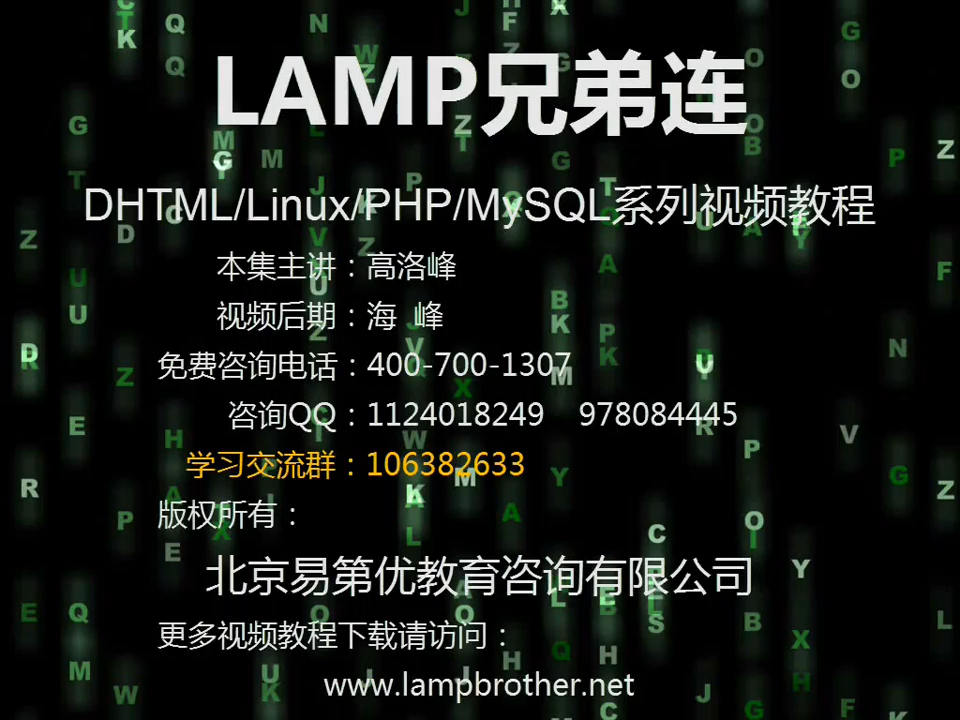 LAMP兄弟连
DHTML/Linux/PHP/MySQL系列视频教程
本集主讲：高洛峰
视频后期：海 峰
免费咨询电话：400-700-1307
咨询QQ：1124018249 978084445
学习交流群：106382633
版权所有：
北京易第优教育咨询有限公司
更多视频教程下载请访问：
www.lampbrother.net